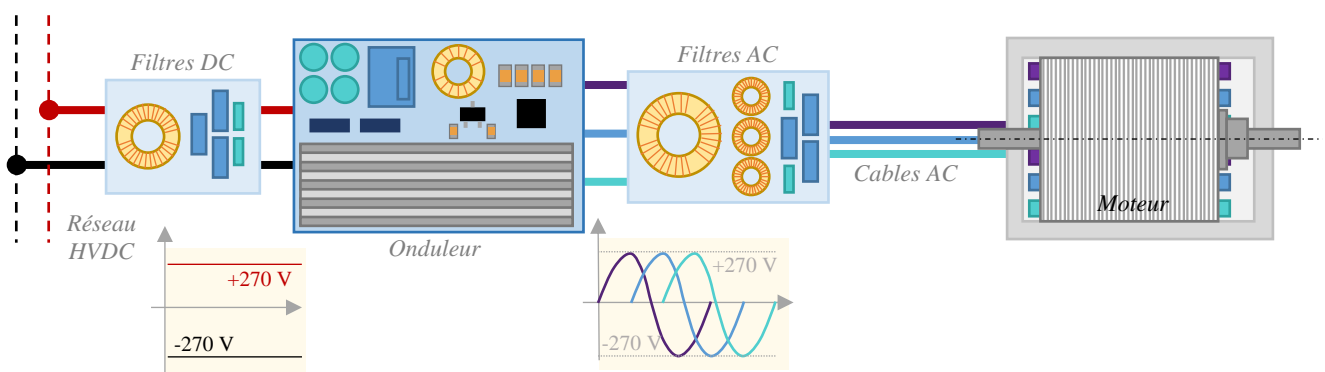 Filtres DC
Filtres AC
Cables AC
Moteur
Réseau
HVDC
Onduleur
+270 V
-270 V
+270 V
-270 V